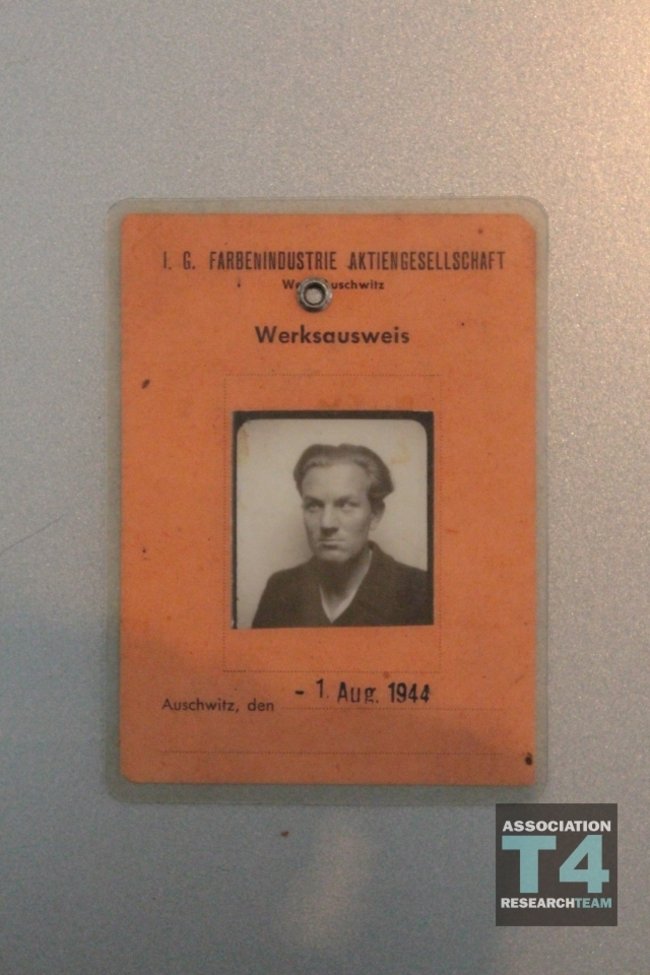 I. G. FARBENINDUSTRIE AKTIENGESELLSCHAFT
Werksausweis
Auschwitz, den - 1. Aug. 1944
ASSOCIATION
T4
RESEARCHTEAM